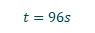 t = 96s